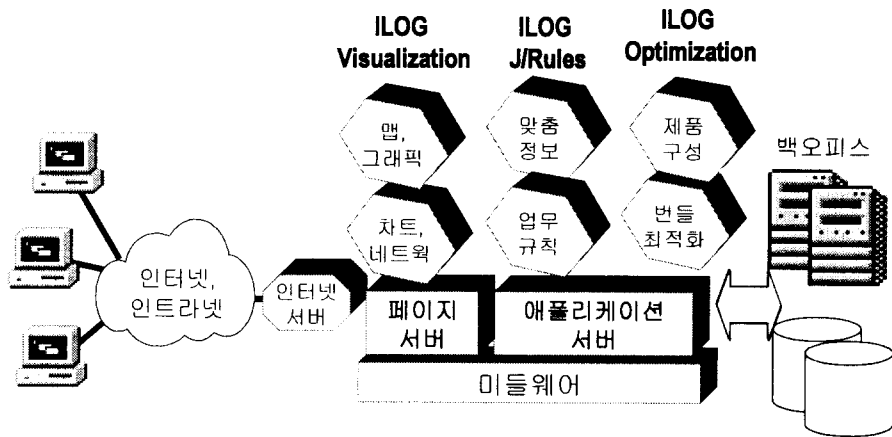 ILOG
Visualization
ILOG
J/Rules
ILOG
Optimization
맵,
그래픽
맞춤
정보
제품
구성
백오피스
차트,
네트웍
업무
규칙
번들
최적화
인터넷,
인트라넷
인터넷
서버
페이지
서버
애플리케이션
서버
미들웨어